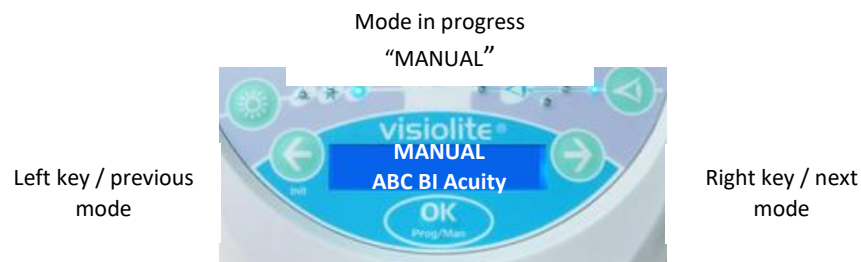 Mode in progress
“MANUAL”
visiolite®
MANUAL
ABC BI Acuity
Init
OK
Prog/Man
Left key / previous
mode
Right key / next
mode